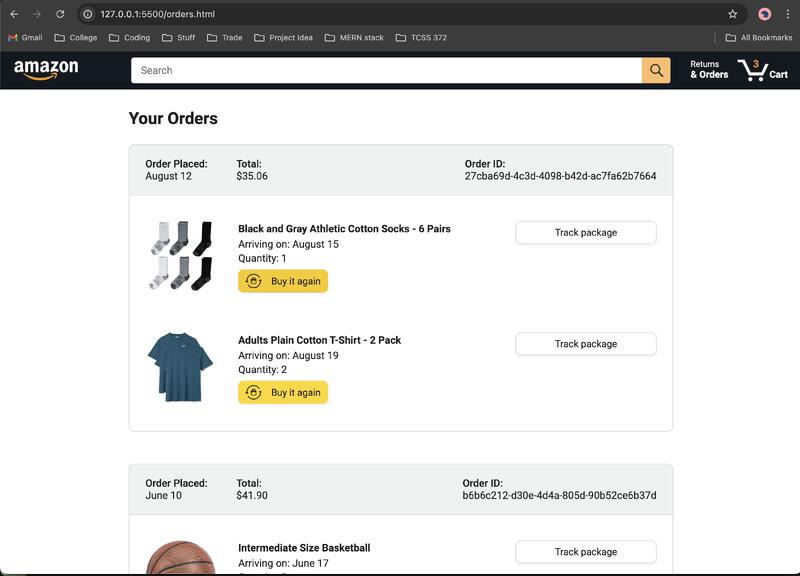 127.0.0.1:5500/orders.html
Gmail College Coding Stuff Trade Project Idea MERN stack TCSS 372 All Bookmarks
amazon Search Returns & Orders 3 Cart
Your Orders
Order Placed: Total: Order ID:
August 12 $35.06 27cba69d-4c3d-4098-b42d-ac7fa62b7664
Black and Gray Athletic Cotton Socks - 6 Pairs Track package
Arriving on: August 15
Quantity: 1
Buy it again
Adults Plain Cotton T-Shirt - 2 Pack Track package
Arriving on: August 19
Quantity: 2
Buy it again
Order Placed: Total: Order ID:
June 10 $41.90 b6b6c212-d30e-4d4a-805d-90b52ce6b37d
Intermediate Size Basketball Track package
Arriving on: June 17